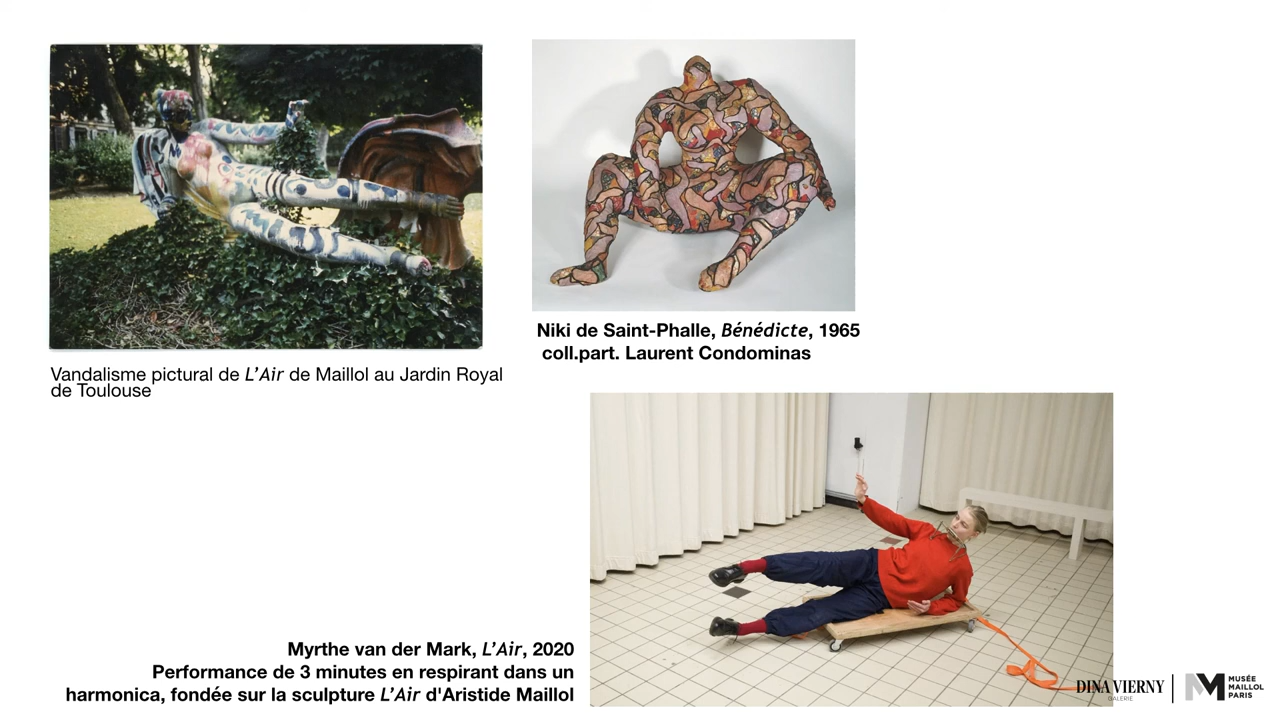 Vandalisme pictural de L'Air de Maillol au Jardin Royal
de Toulouse
Niki de Saint-Phalle, Bénédicte, 1965
coll.part. Laurent Condominas
Myrthe van der Mark, L'Air, 2020
Performance de 3 minutes en respirant dans un
harmonica, fondée sur la sculpture L'Air d'Aristide Maillol
DINA VIERNY
GALERIE
MUSÉE
MAILLOL
PARIS